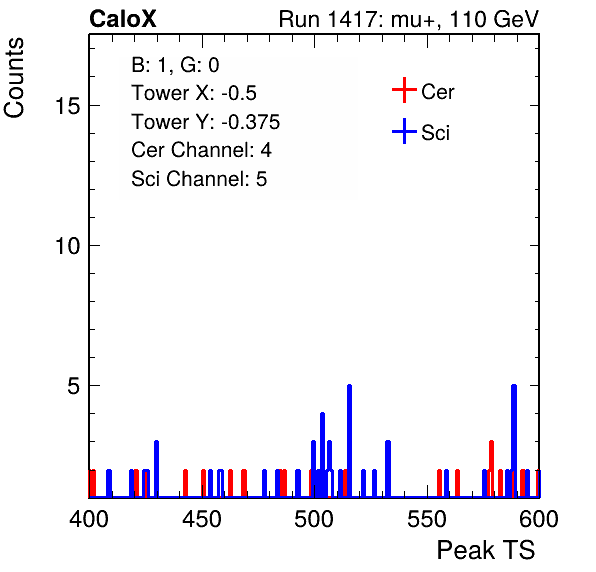 CaloX Run 1417: mu+, 110 GeV
Counts
B: 1, G: 0
Tower X: -0.5
Tower Y: -0.375
Cer Channel: 4
Sci Channel: 5
Cer
Sci
15
10
5
400 450 500 550 600
Peak TS